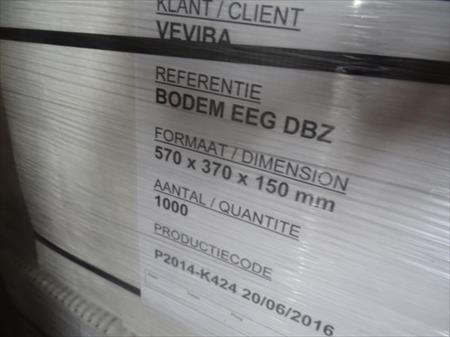 KLANT / CLIENT
VEVIBA
REFERENTIE
BODEM EEG DBZ
FORMAAT / DIMENSION
570 x 370 x 150 mm
AANTAL / QUANTITE
1000
PRODUCTIECODE
P2014-K424 20/06/2016